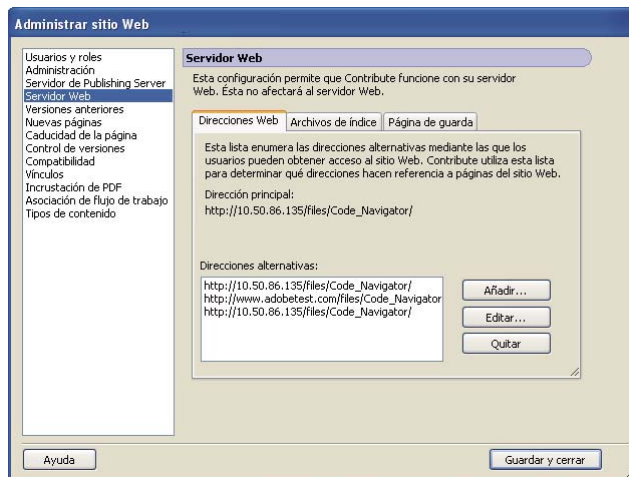 Administrar sitio Web
Usuarios y roles
Administración
Servidor de Publishing Server
Servidor Web
Versiones anteriores
Nuevas páginas
Caducidad de la página
Control de versiones
Compatibilidad
Vínculos
Incrustación de PDF
Asociación de flujo de trabajo
Tipos de contenido
Servidor Web
Esta configuración permite que Contribute funcione con su servidor
Web. Ésta no afectará al servidor Web.
Direcciones Web
Archivos de índice
Página de guarda
Esta lista enumera las direcciones alternativas mediante las que los
usuarios pueden obtener acceso al sitio Web. Contribute utiliza esta lista
para determinar qué direcciones hacen referencia a páginas del sitio Web.
Dirección principal:
http://10.50.86.135/files/Code_Navigator/
Direcciones alternativas:
http://10.50.86.135/files/Code_Navigator/
http://www.adobetest.com/files/Code_Navigator
http://10.50.86.135/files/Code_Navigator/
Añadir...
Editar...
Quitar
Ayuda
Guardar y cerrar